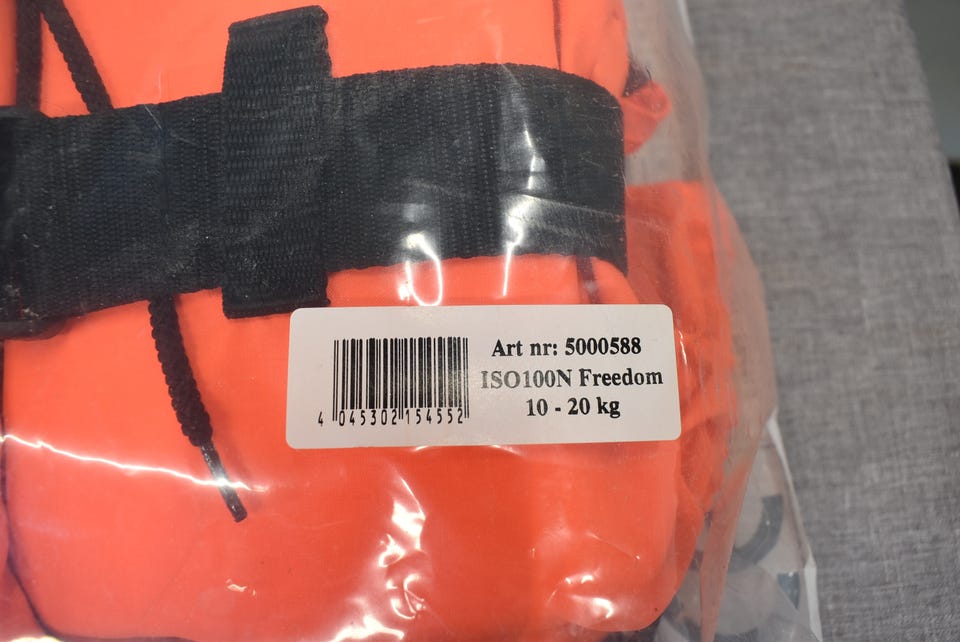 Art nr: 5000588
ISO100N Freedom
10 - 20 kg
4 045302 154552